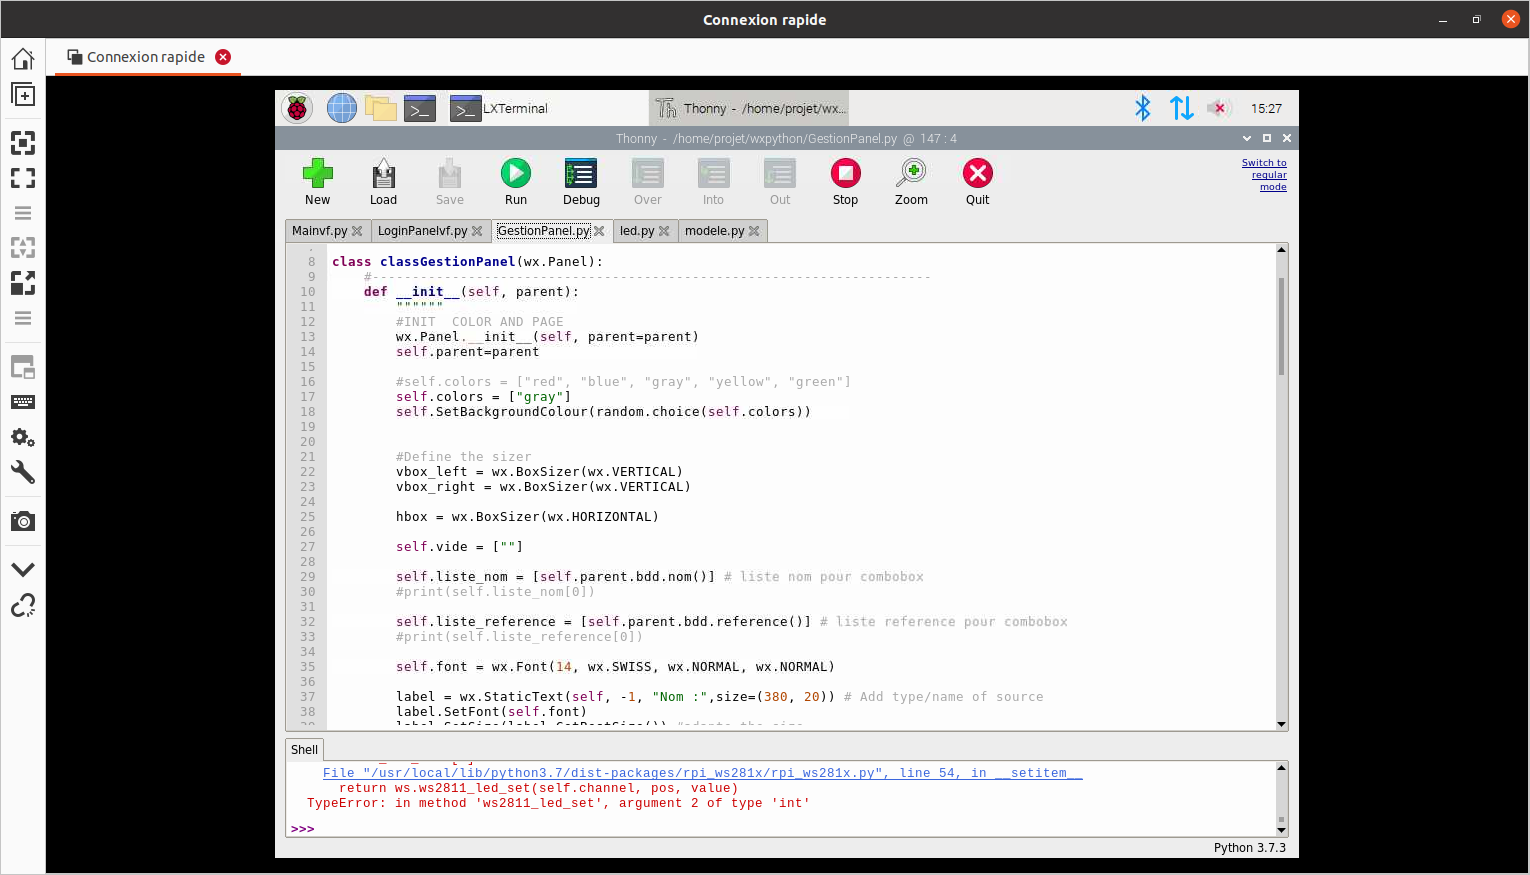 Connexion rapide
Connexion rapide
LXTerminal
Thonny - /home/projet/wx...
15:27
Thonny - /home/projet/wxpython/GestionPanel.py @ 147 : 4
New
Load
Save
Run
Debug
Over
Into
Out
Stop
Zoom
Quit
Switch to
regular
mode
Mainvf.py
LoginPanelvf.py
GestionPanel.py
led.py
modele.py
8 class classGestionPanel(wx.Panel):
9 #----------------------------------------------------------------------
10 def __init__(self, parent):
11 """"""
12 #INIT  COLOR AND PAGE
13 wx.Panel.__init__(self, parent=parent)
14 self.parent=parent
15
16 #self.colors = ["red", "blue", "gray", "yellow", "green"]
17 self.colors = ["gray"]
18 self.SetBackgroundColour(random.choice(self.colors))
19
20
21 #Define the sizer
22 vbox_left = wx.BoxSizer(wx.VERTICAL)
23 vbox_right = wx.BoxSizer(wx.VERTICAL)
24
25 hbox = wx.BoxSizer(wx.HORIZONTAL)
26
27 self.vide = [""]
28
29 self.liste_nom = [self.parent.bdd.nom()] # liste nom pour combobox
30 #print(self.liste_nom[0])
31
32 self.liste_reference = [self.parent.bdd.reference()] # liste reference pour combobox
33 #print(self.liste_reference[0])
34
35 self.font = wx.Font(14, wx.SWISS, wx.NORMAL, wx.NORMAL)
36
37 label = wx.StaticText(self, -1, "Nom :",size=(380, 20)) # Add type/name of source
38 label.SetFont(self.font)
Shell
File "/usr/local/lib/python3.7/dist-packages/rpi_ws281x/rpi_ws281x.py", line 54, in __setitem__
return ws.ws2811_led_set(self.channel, pos, value)
TypeError: in method 'ws2811_led_set', argument 2 of type 'int'
>>>
Python 3.7.3